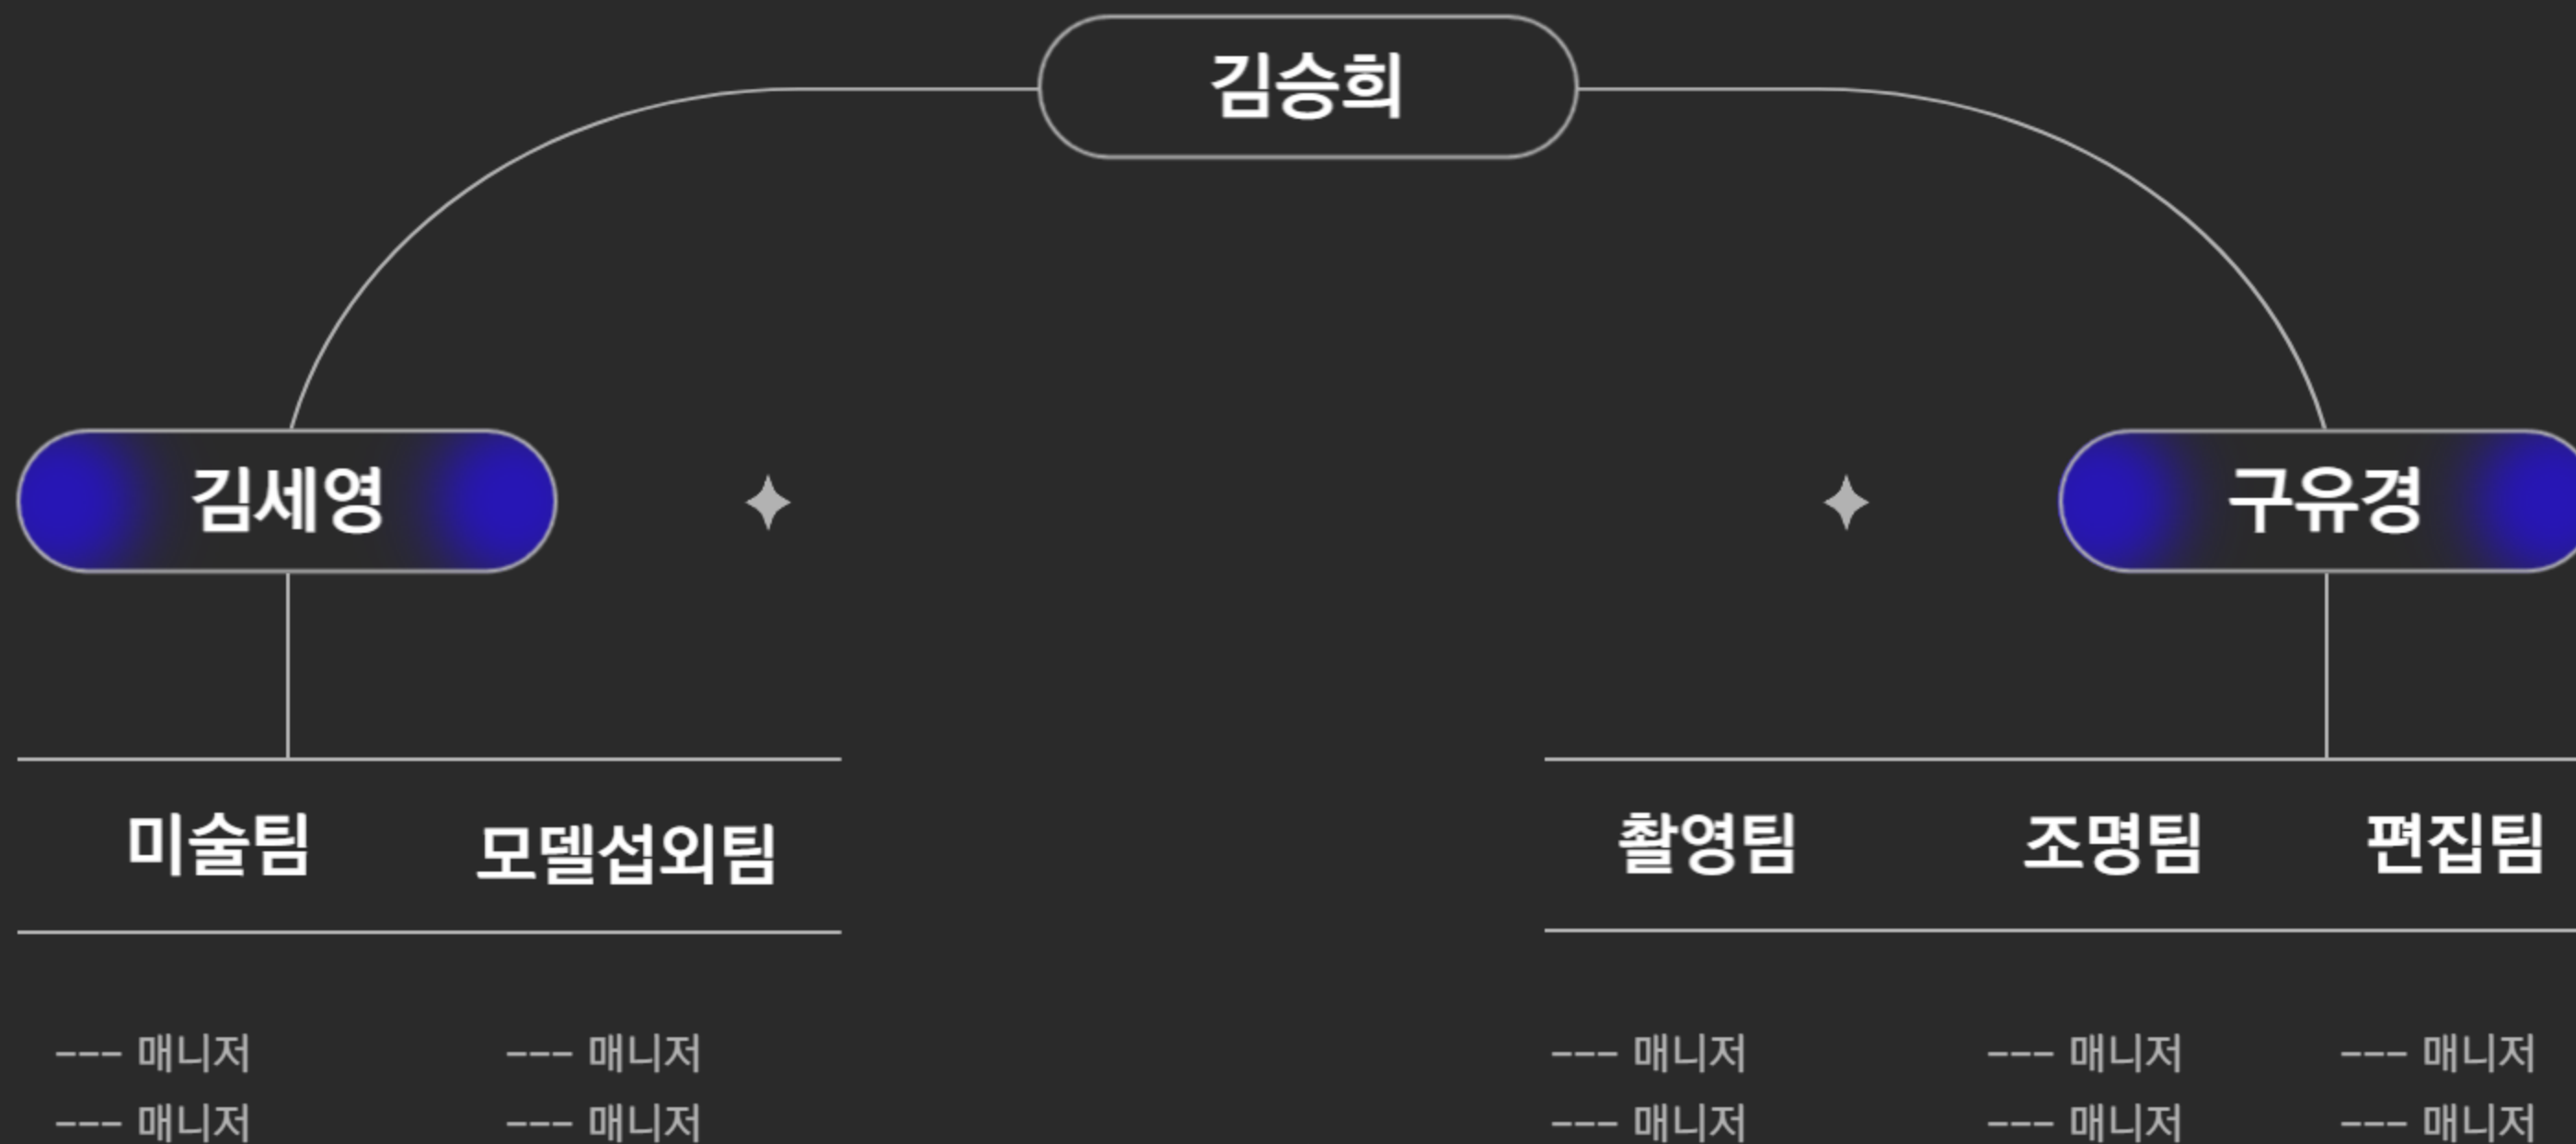 김승희
김세영
구유경
미술팀 모델섭외팀 촬영팀 조명팀 편집팀
--- 매니저 --- 매니저 --- 매니저 --- 매니저 --- 매니저
--- 매니저 --- 매니저 --- 매니저 --- 매니저 --- 매니저